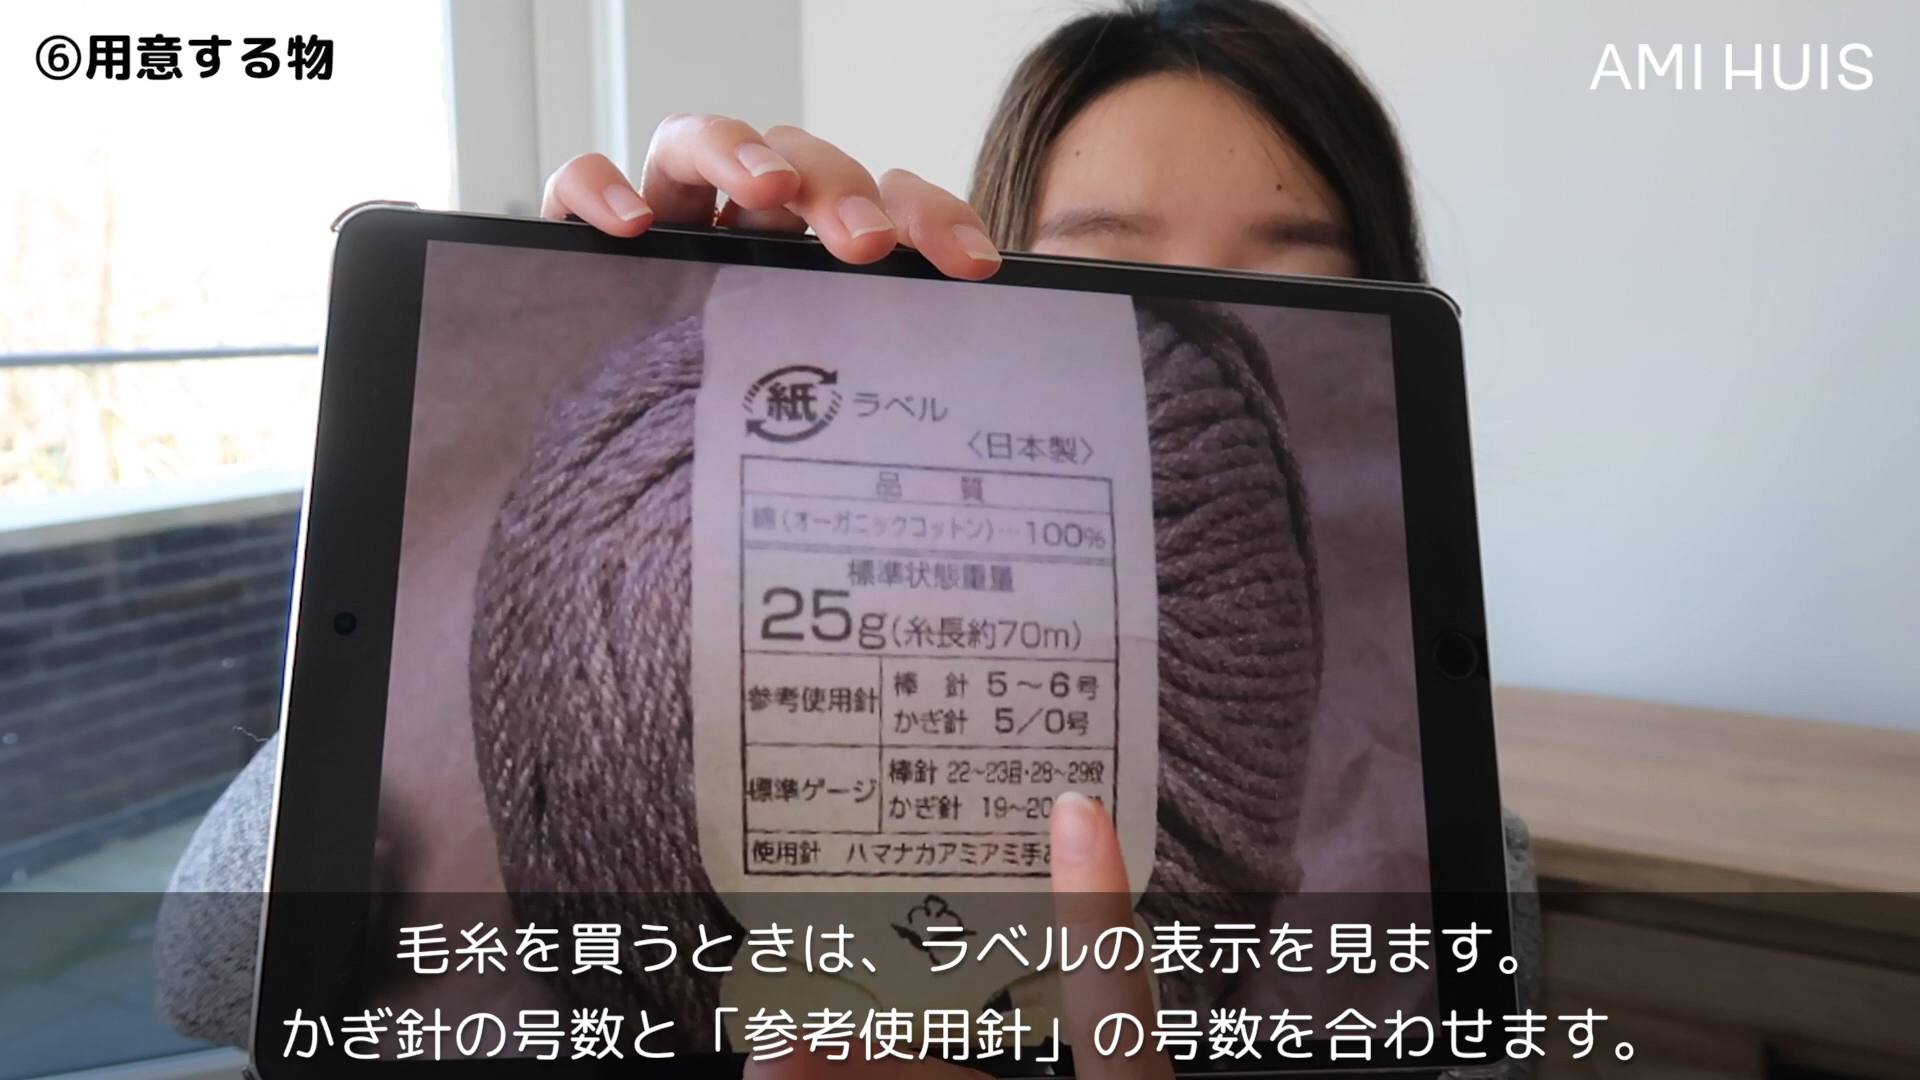 ⑥用意する物
AMI HUIS
紙 ラベル
〈日本製〉
品 質
綿(オーガニックコットン)…100%
標準状態重量
25g(糸長約70m)
参考使用針
棒 針 5~6号
かぎ針 5/0号
標準ゲージ
棒針 22~23目・28~29段
かぎ針 19~20
使用針 ハマナカアミアミ手あ
毛糸を買うときは、ラベルの表示を見ます。
かぎ針の号数と「参考使用針」の号数を合わせます。